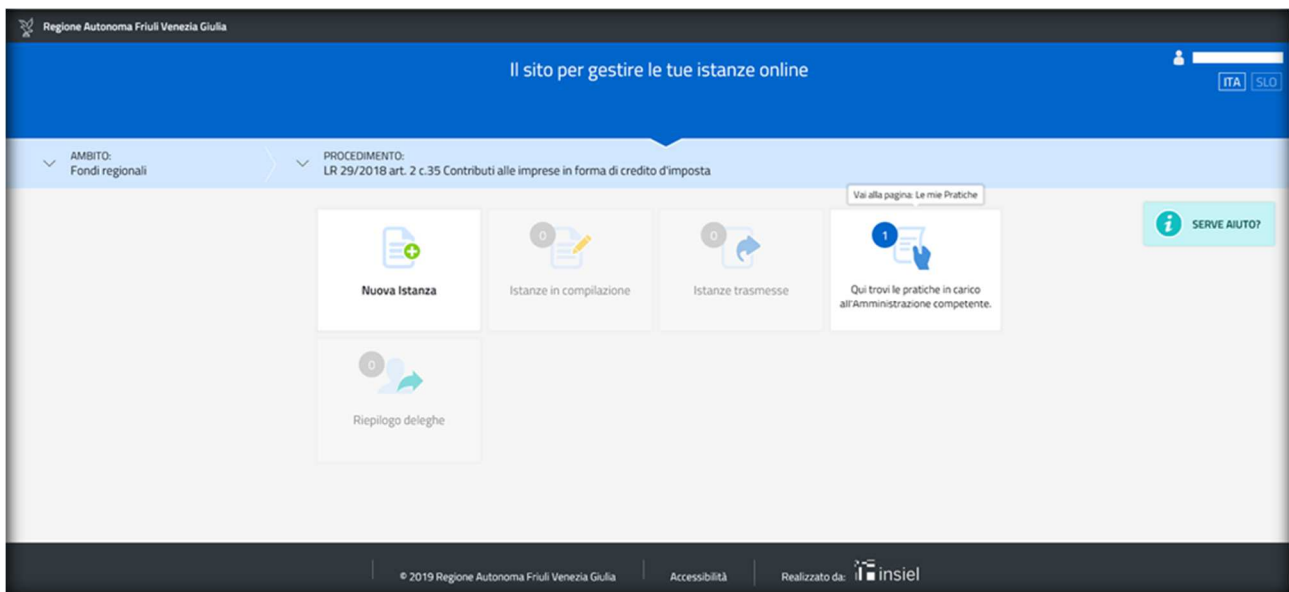 Regione Autonoma Friuli Venezia Giulia
Il sito per gestire le tue istanze online
ITA SLO
AMBITO:
Fondi regionali
PROCEDIMENTO:
LR 29/2018 art. 2 c.35 Contributi alle imprese in forma di credito d'imposta
Vai alla pagina: Le mie Pratiche
SERVE AIUTO?
Nuova Istanza
0
Istanze in compilazione
0
Istanze trasmesse
1
Qui trovi le pratiche in carico
all'Amministrazione competente.
0
Riepilogo deleghe
© 2019 Regione Autonoma Friuli Venezia Giulia
Accessibilità
Realizzato da: insiel